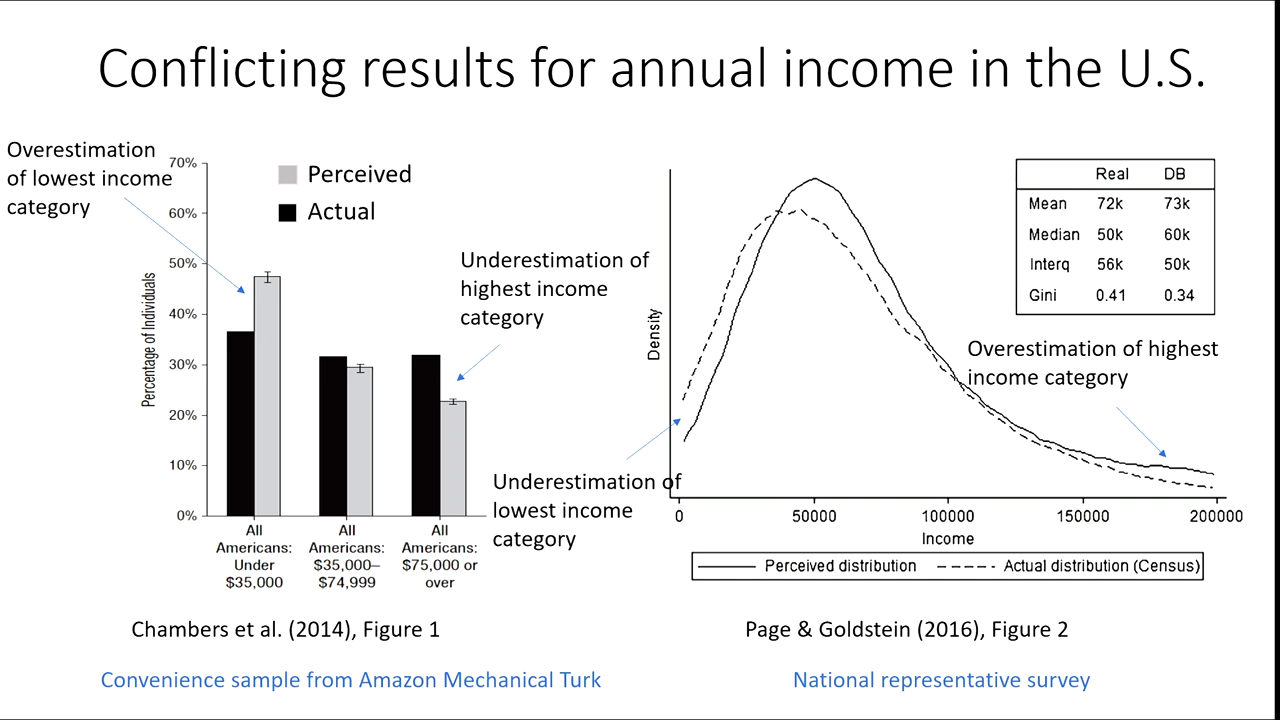 Conflicting results for annual income in the U.S.
Overestimation
of lowest income
category
70%
60%
50%
40%
30%
20%
10%
0%
Percentage of Individuals
Perceived
Actual
Underestimation of
highest income
category
All
Americans:
Under
$35,000
All
Americans:
$35,000–
$74,999
All
Americans:
$75,000 or
over
Chambers et al. (2014), Figure 1
Convenience sample from Amazon Mechanical Turk
Density
Real DB
Mean 72k 73k
Median 50k 60k
Interq 56k 50k
Gini 0.41 0.34
Overestimation of highest
income category
Underestimation of
lowest income
category
0 50000 100000 150000 200000
Income
Perceived distribution Actual distribution (Census)
Page & Goldstein (2016), Figure 2
National representative survey